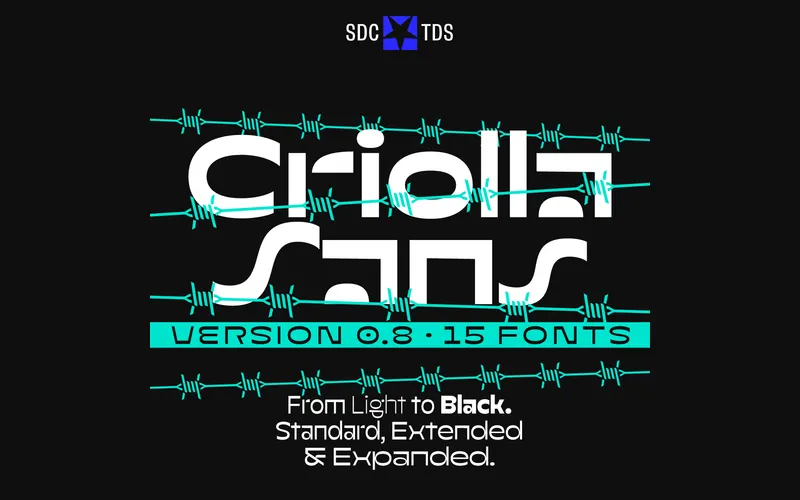 SDC TDS
Criolla
Sans
VERSION 0.8 · 15 FONTS
From Light to Black.
Standard, Extended
& Expanded.